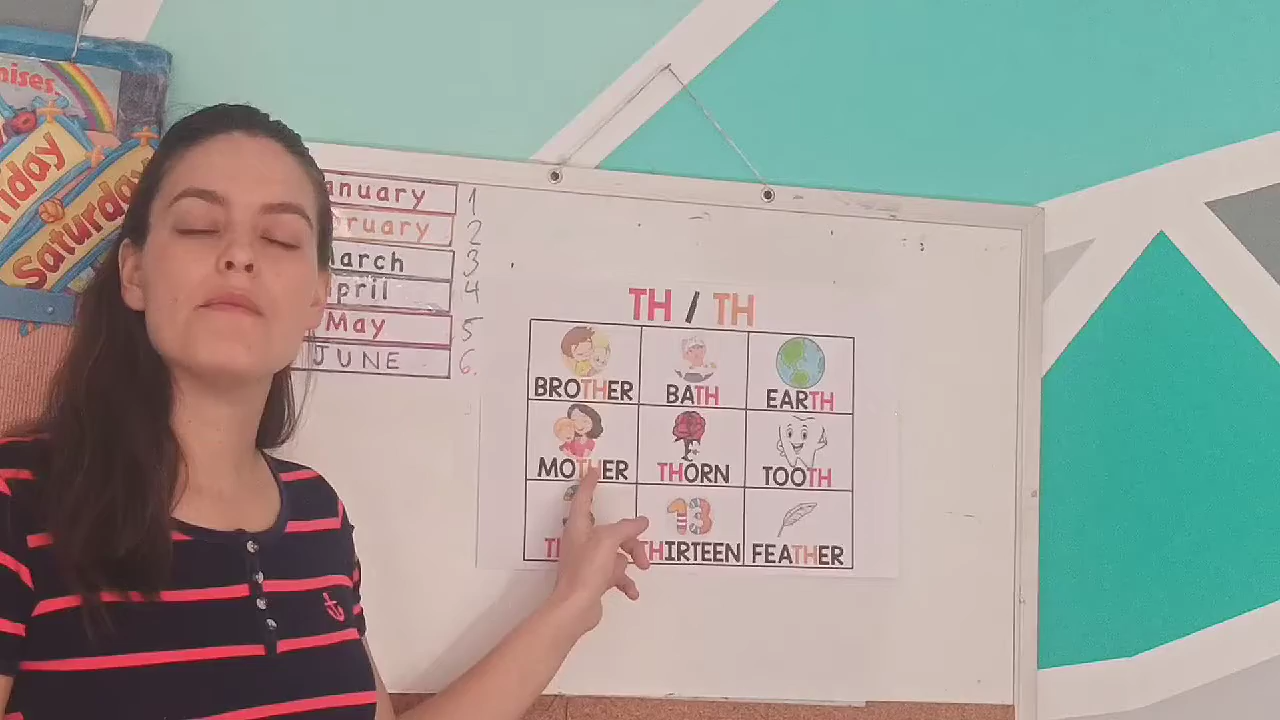 Saturday
May
JUNE
1
2
3
4
5
6.
TH / TH
BROTHER
BATH
EARTH
MOTHER
THORN
TOOTH
13
THIRTEEN
FEATHER